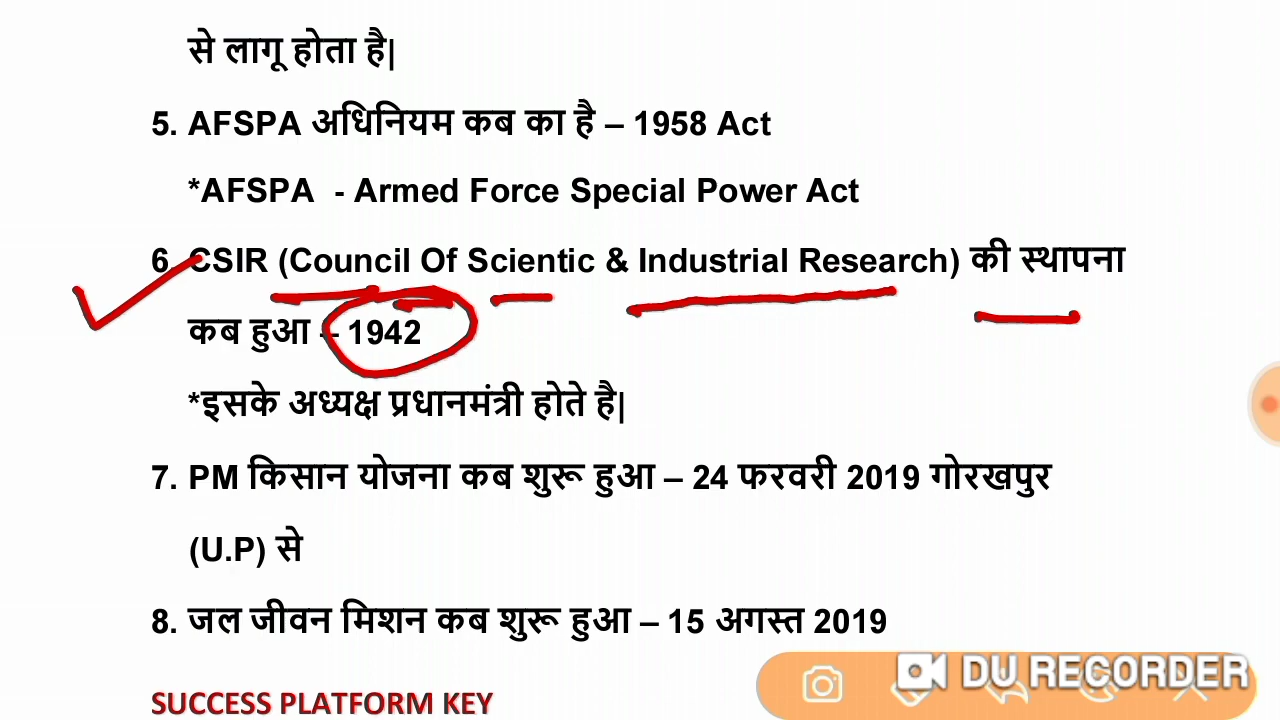 से लागू होता है|
5. AFSPA अधिनियम कब का है – 1958 Act
*AFSPA - Armed Force Special Power Act
6. CSIR (Council Of Scientic & Industrial Research) की स्थापना
कब हुआ – 1942
*इसके अध्यक्ष प्रधानमंत्री होते है|
7. PM किसान योजना कब शुरू हुआ – 24 फरवरी 2019 गोरखपुर
(U.P) से
8. जल जीवन मिशन कब शुरू हुआ – 15 अगस्त 2019
SUCCESS PLATFORM KEY
DU RECORDER